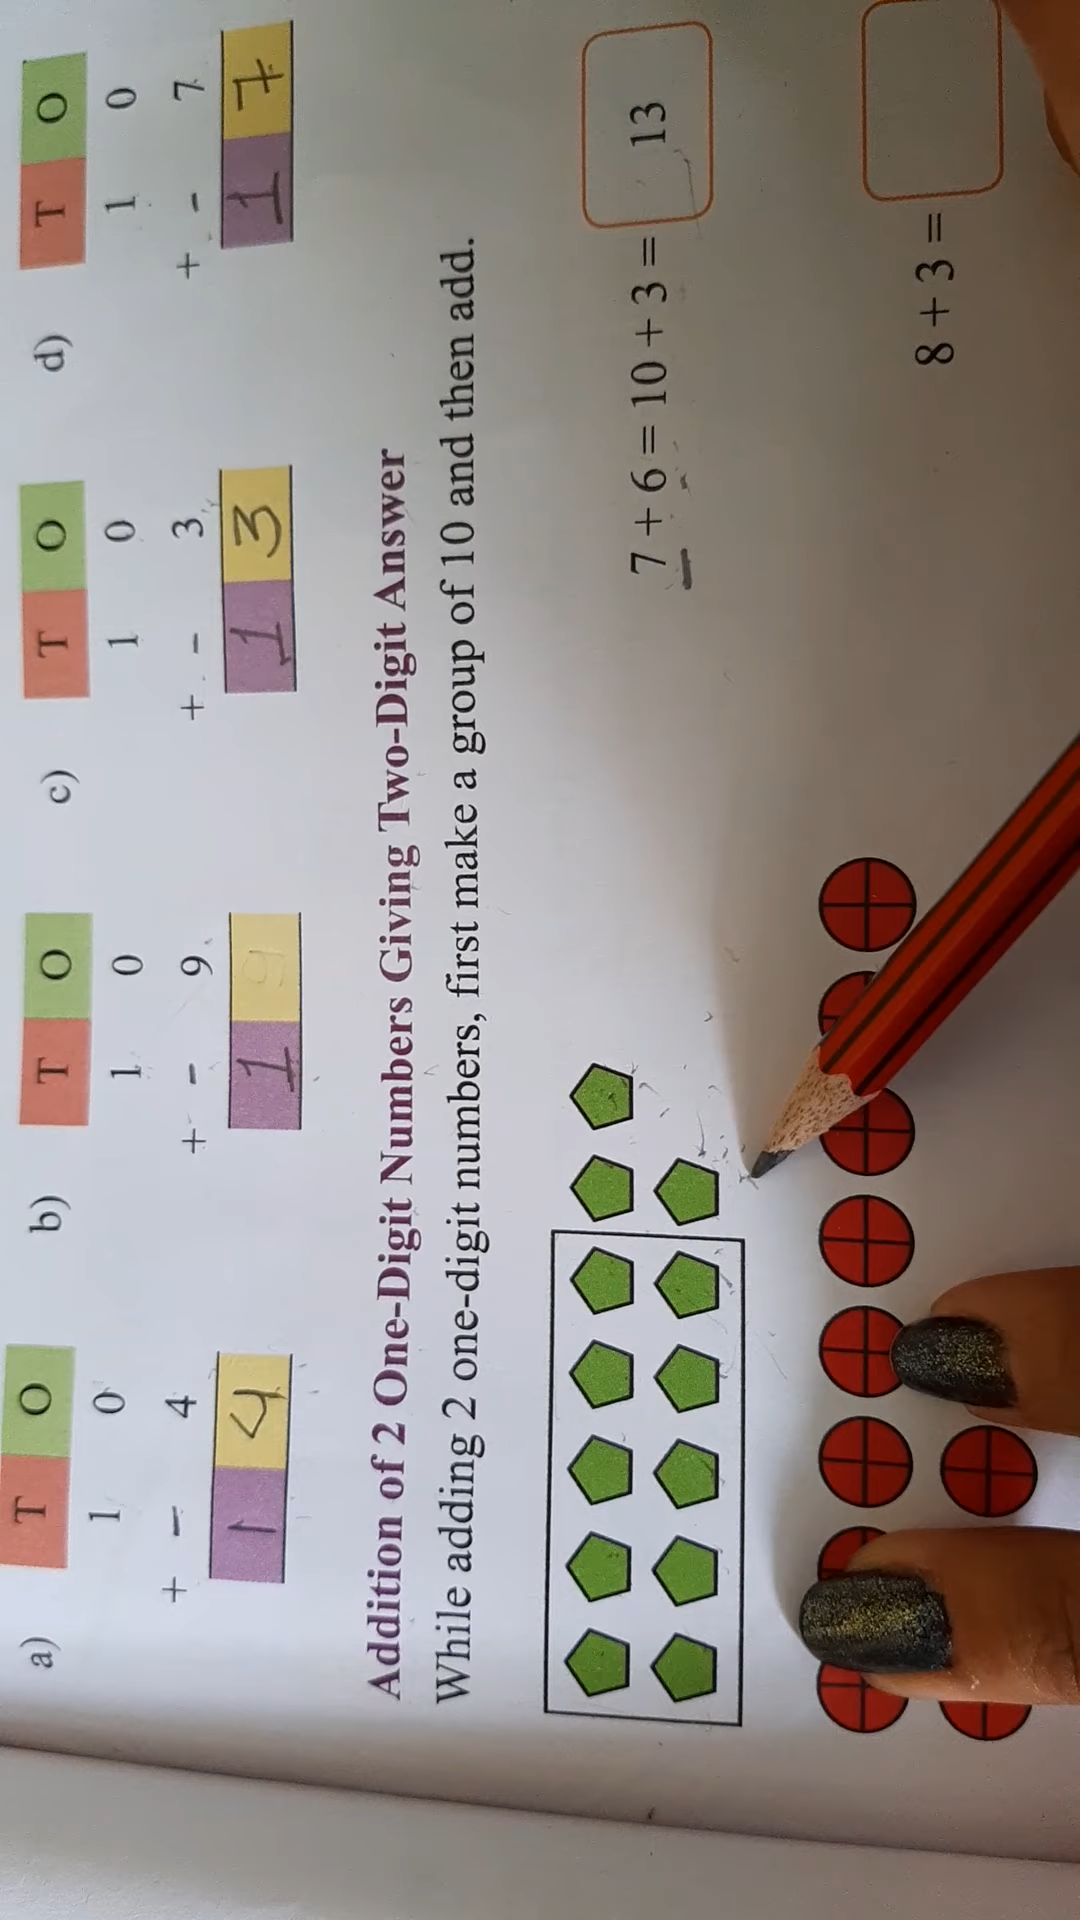 a) b) c) d)
T O T O T O T O
1 0 1 0 1 0 1 0
+ - 4 + - 9 + - 3 + - 7
1 4 1 9 1 3 1 7
Addition of 2 One-Digit Numbers Giving Two-Digit Answer
While adding 2 one-digit numbers, first make a group of 10 and then add.
7 + 6 = 10 + 3 = 13
8 + 3 =